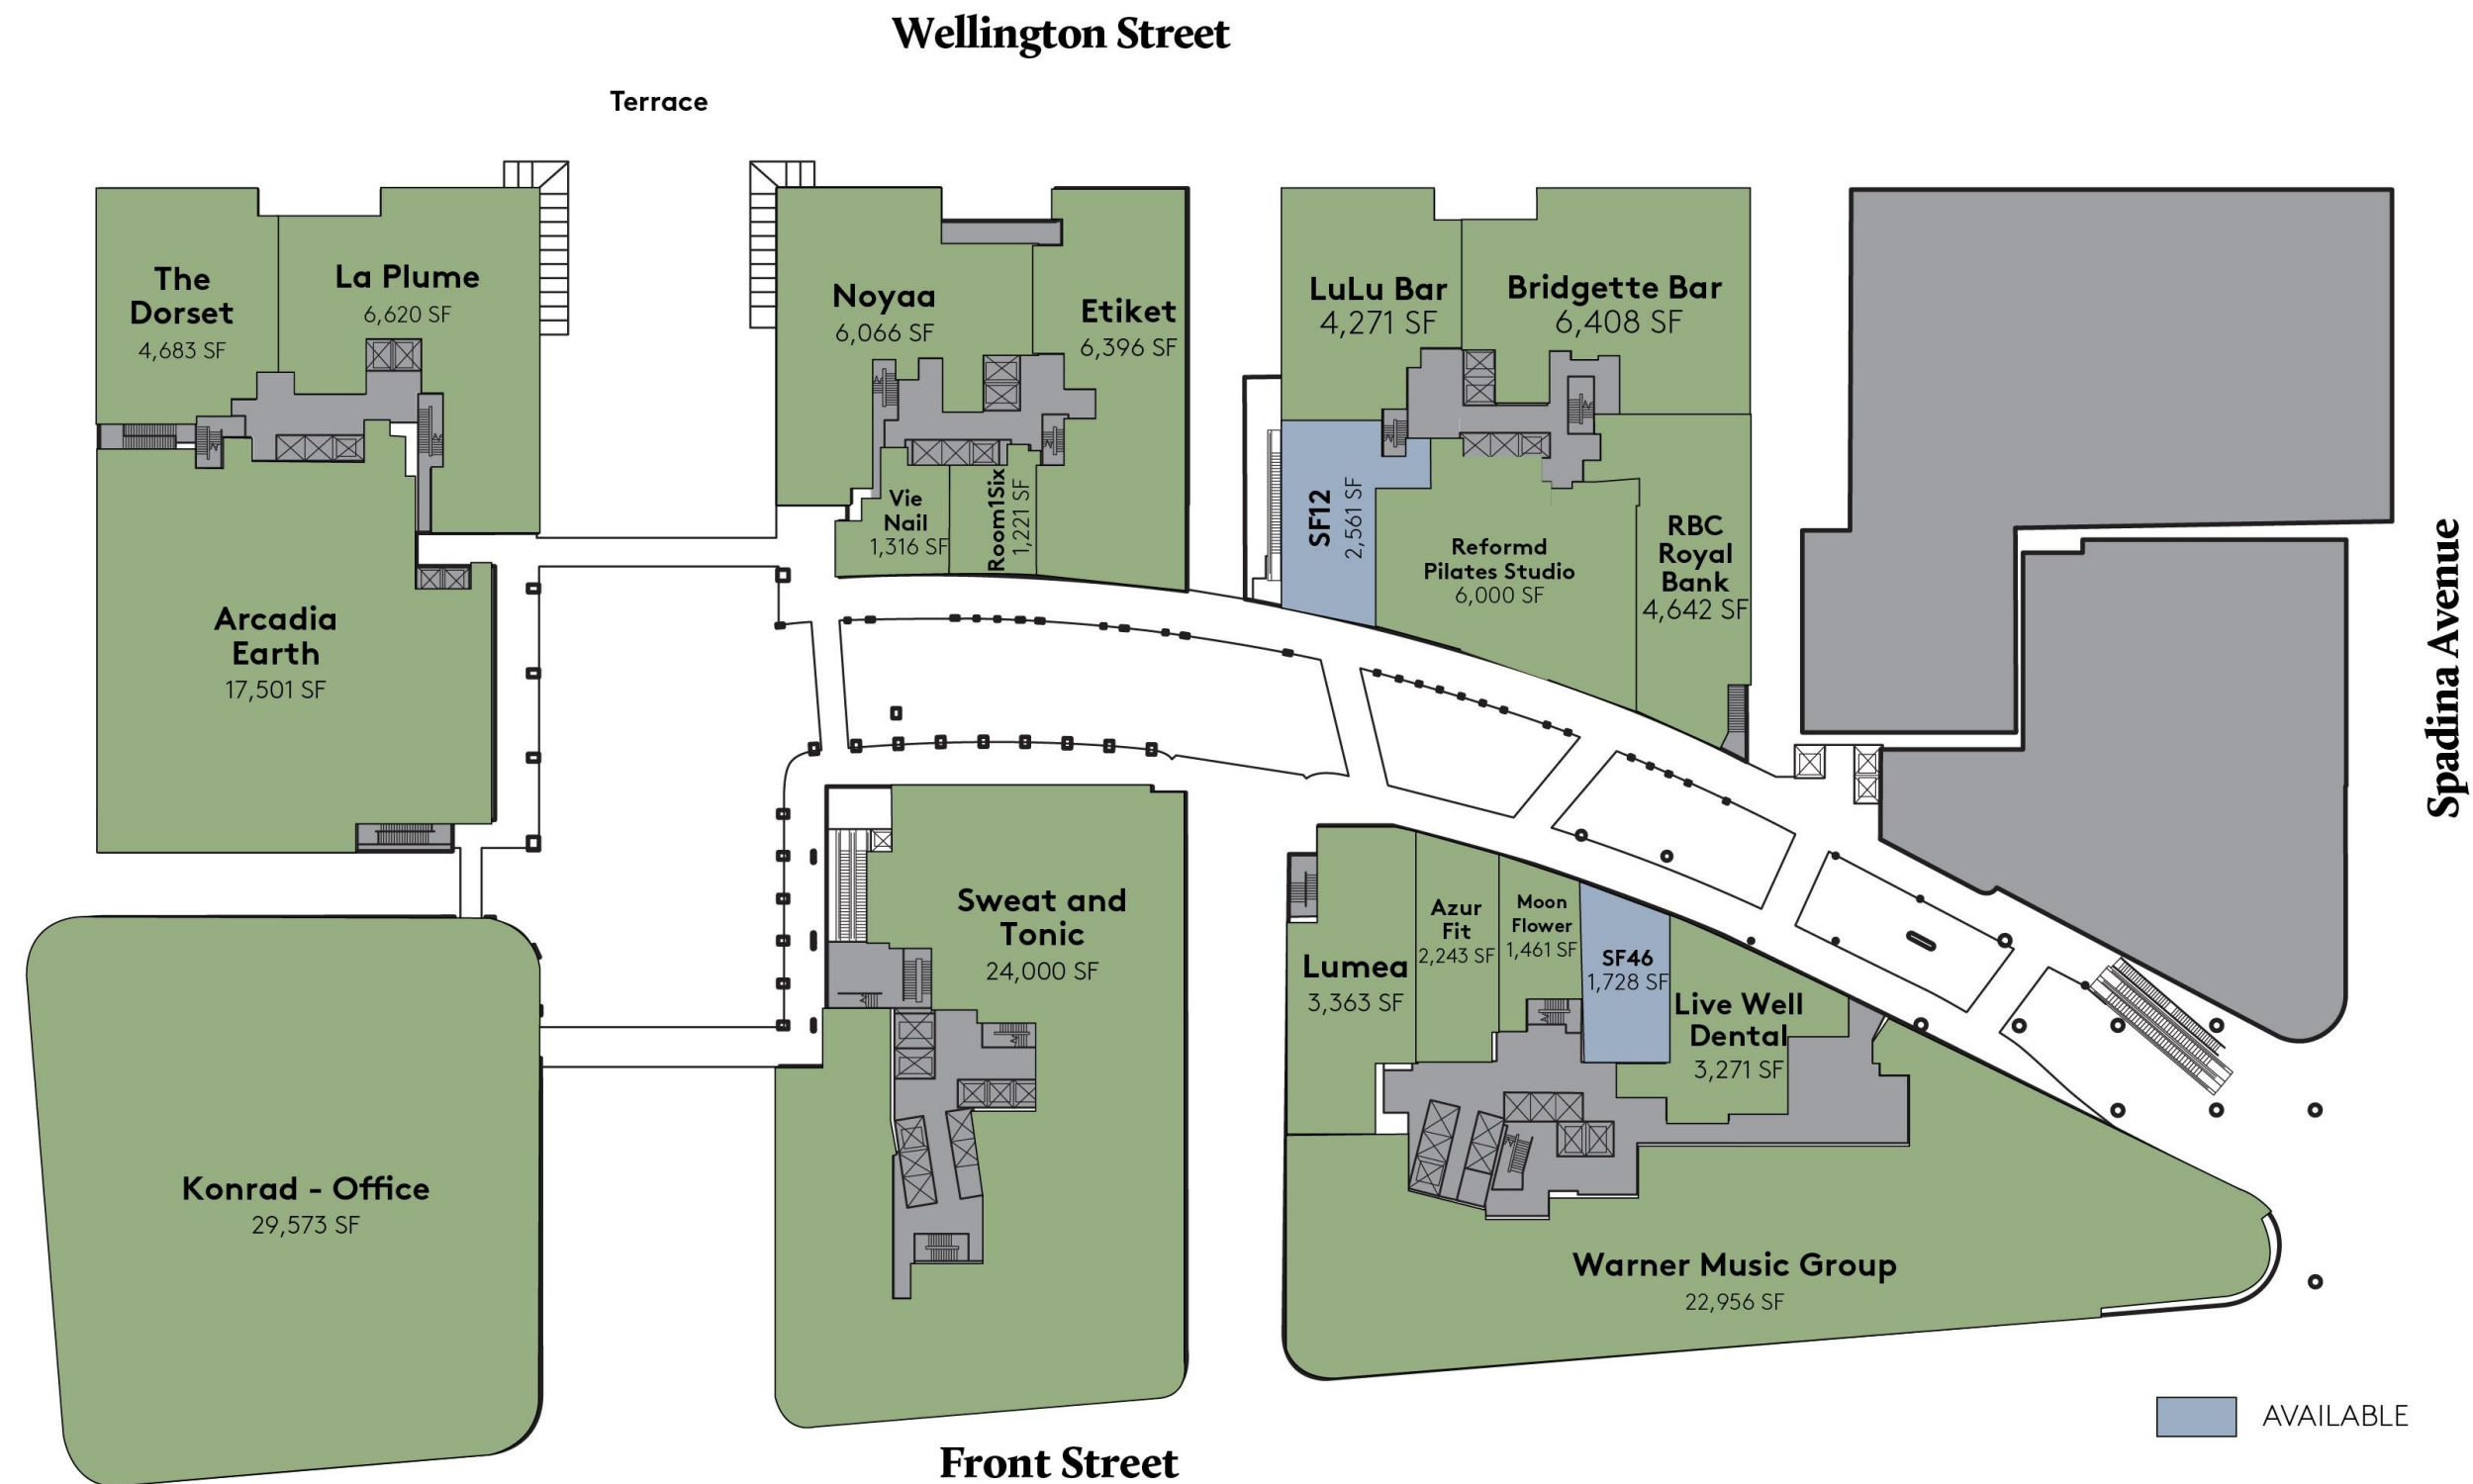 Wellington Street
Terrace
The
Dorset
4,683 SF
La Plume
6,620 SF
Noyaa
6,066 SF
Etiket
6,396 SF
LuLu Bar
4,271 SF
Bridgette Bar
6,408 SF
Vie
Nail
1,316 SF
Room1Six
1,221 SF
SF12
2,561 SF
Reformd
Pilates Studio
6,000 SF
RBC
Royal
Bank
4,642 SF
Spadina Avenue
Arcadia
Earth
17,501 SF
Sweat and
Tonic
24,000 SF
Lumea
3,363 SF
Azur
Fit
2,243 SF
Moon
Flower
1,461 SF
SF46
1,728 SF
Live Well
Dental
3,271 SF
Konrad - Office
29,573 SF
Warner Music Group
22,956 SF
AVAILABLE
Front Street